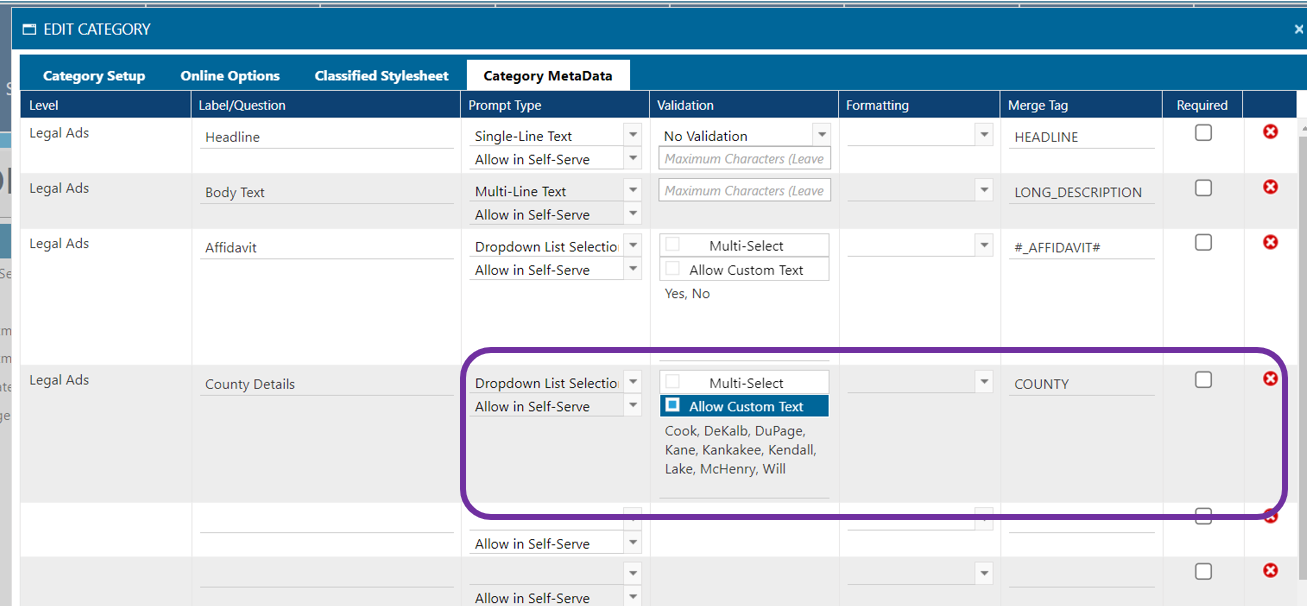 EDIT CATEGORY
Category Setup Online Options Classified Stylesheet Category MetaData
Level Label/Question Prompt Type Validation Formatting Merge Tag Required
Legal Ads Headline Single-Line Text No Validation HEADLINE
Allow in Self-Serve Maximum Characters (Leave
Legal Ads Body Text Multi-Line Text Maximum Characters (Leave LONG_DESCRIPTION
Allow in Self-Serve
Legal Ads Affidavit Dropdown List Selectio Multi-Select #_AFFIDAVIT#
Allow in Self-Serve Allow Custom Text
Yes, No
Legal Ads County Details Dropdown List Selectio Multi-Select COUNTY
Allow in Self-Serve Allow Custom Text
Cook, DeKalb, DuPage,
Kane, Kankakee, Kendall,
Lake, McHenry, Will
Allow in Self-Serve
Allow in Self-Serve